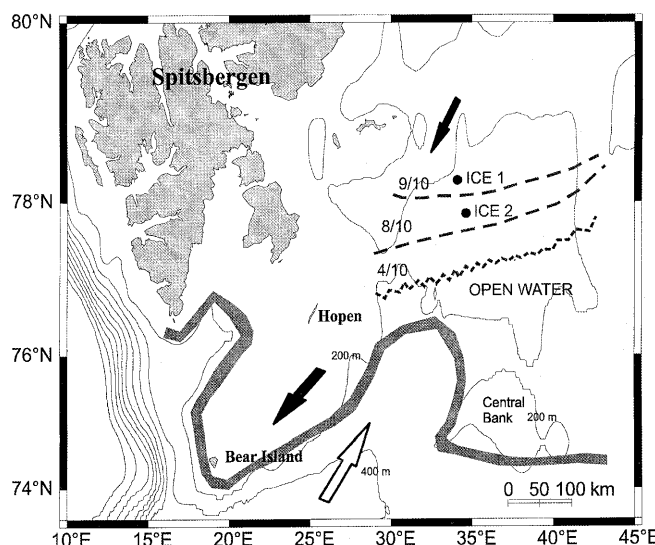 80°N
Spitsbergen
ICE 1
9/10
78°N
ICE 2
8/10
4/10
OPEN WATER
Hopen
200 m
76°N
Central
Bank
200 m
Bear Island
400 m
74°N
0 50 100 km
10°E 15°E 20°E 25°E 30°E 35°E 40°E 45°E